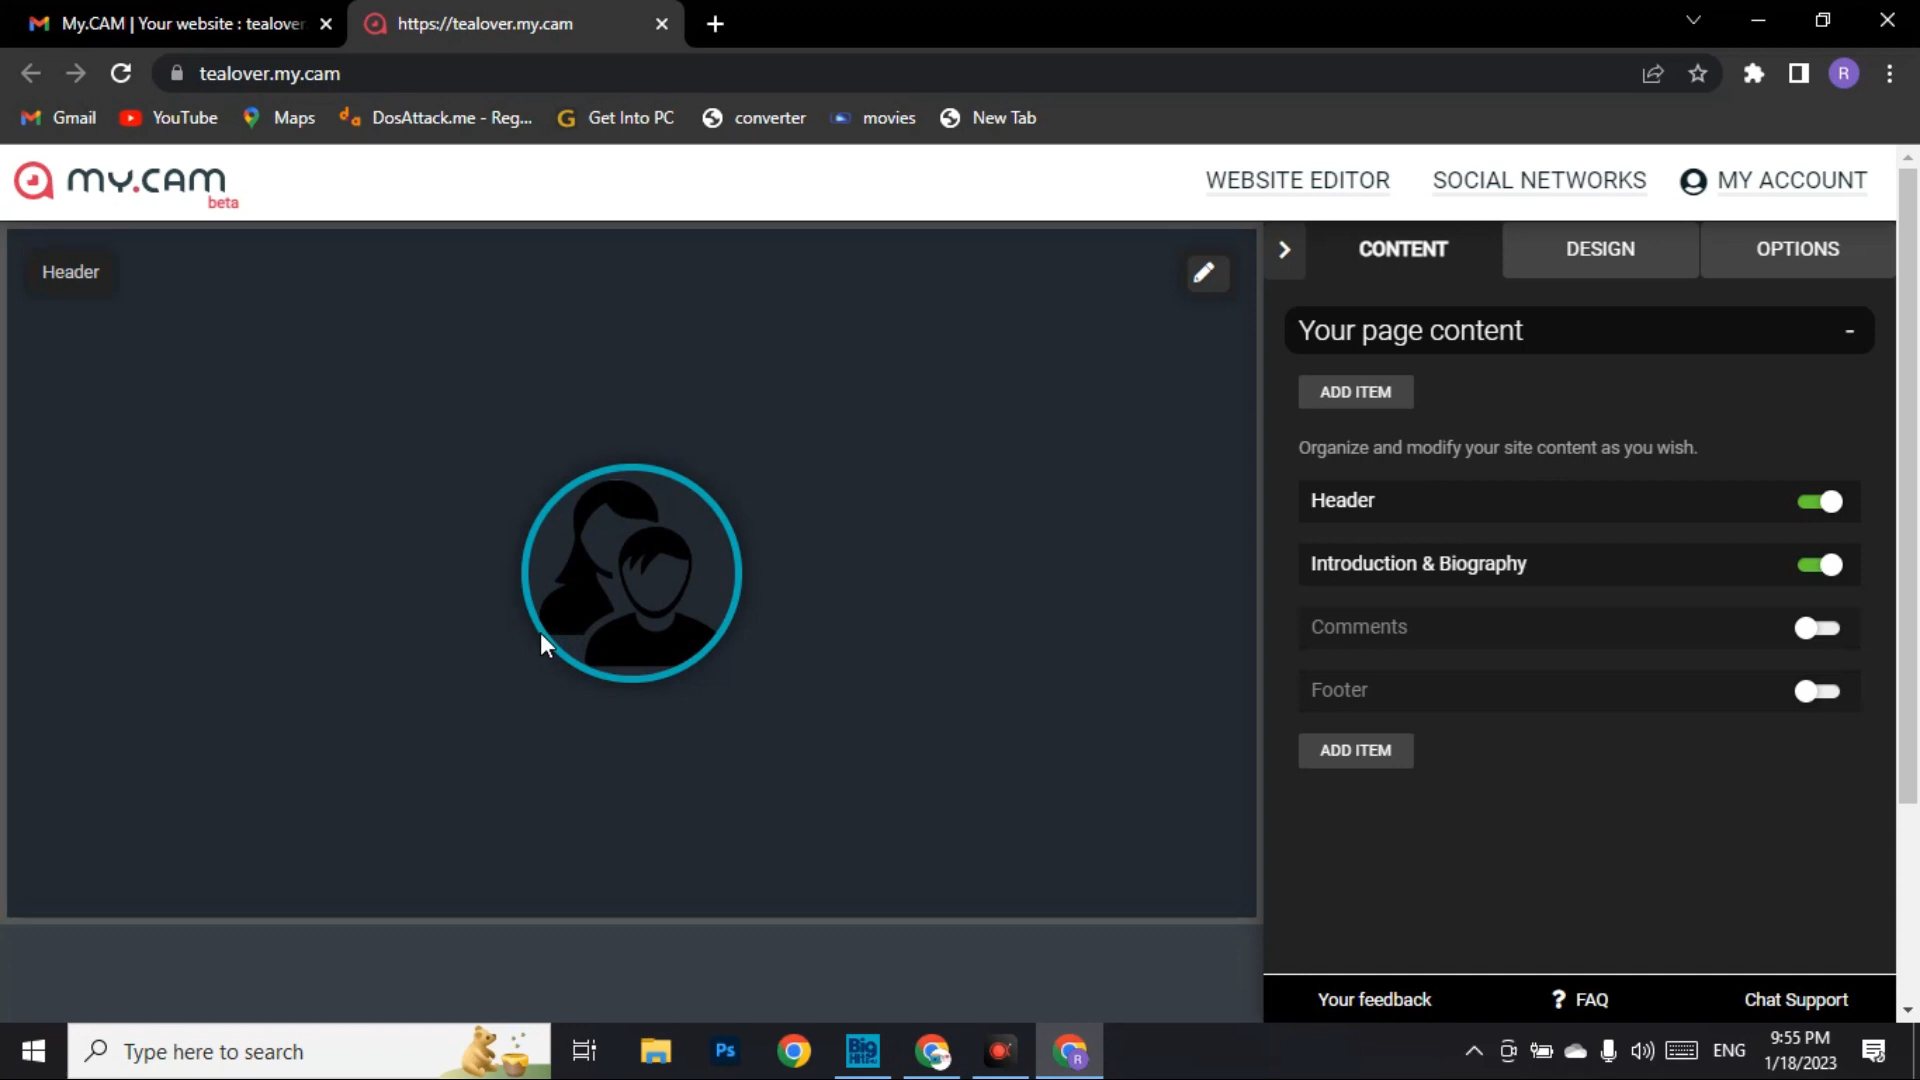 My.CAM | Your website : tealover
https://tealover.my.cam
tealover.my.cam
R
Gmail
YouTube
Maps
DosAttack.me - Reg...
Get Into PC
converter
movies
New Tab
my.cam
beta
WEBSITE EDITOR
SOCIAL NETWORKS
MY ACCOUNT
Header
CONTENT
DESIGN
OPTIONS
Your page content
-
ADD ITEM
Organize and modify your site content as you wish.
Header
Introduction & Biography
Comments
Footer
ADD ITEM
Your feedback
? FAQ
Chat Support
Type here to search
Ps
Big
R
ENG
9:55 PM
1/18/2023